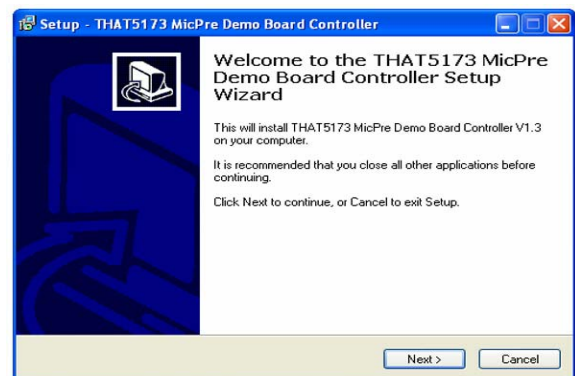 Setup - THAT5173 MicPre Demo Board Controller
Welcome to the THAT5173 MicPre
Demo Board Controller Setup
Wizard
This will install THAT5173 MicPre Demo Board Controller V1.3
on your computer.
It is recommended that you close all other applications before
continuing.
Click Next to continue, or Cancel to exit Setup.
Next >
Cancel